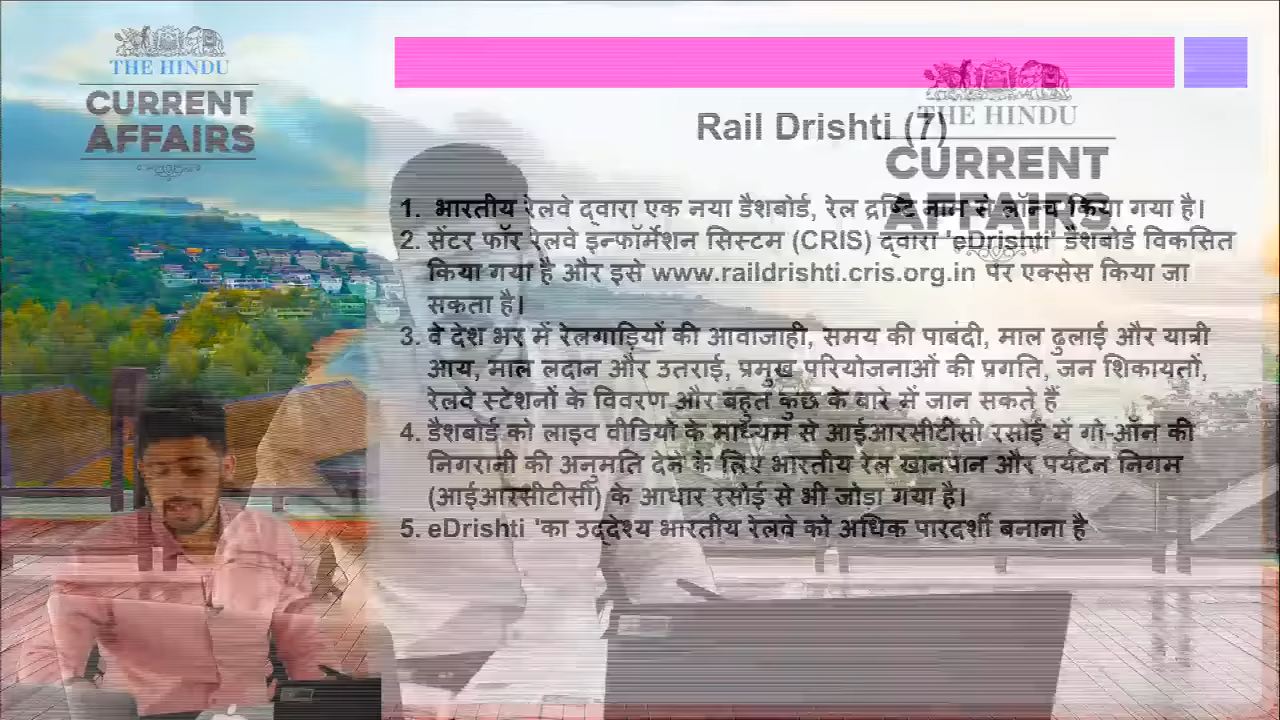 THE HINDU
CURRENT
AFFAIRS
THE HINDU
CURRENT
AFFAIRS
Rail Drishti (7)
1. भारतीय रेलवे द्वारा एक नया डैशबोर्ड, रेल द्रष्टि नाम से लॉन्च किया गया है।
2. सेंटर फॉर रेलवे इन्फॉर्मेशन सिस्टम (CRIS) द्वारा 'eDrishti' डैशबोर्ड विकसित
किया गया है और इसे www.raildrishti.cris.org.in पर एक्सेस किया जा
सकता है।
3. वे देश भर में रेलगाड़ियों की आवाजाही, समय की पाबंदी, माल ढुलाई और यात्री
आय, माल लदान और उतराई, प्रमुख परियोजनाओं की प्रगति, जन शिकायतों,
रेलवे स्टेशनों के विवरण और बहुत कुछ के बारे में जान सकते हैं
4. डैशबोर्ड को लाइव वीडियो के माध्यम से आईआरसीटीसी रसोई में गो-ऑन की
निगरानी की अनुमति देने के लिए भारतीय रेल खानपान और पर्यटन निगम
(आईआरसीटीसी) के आधार रसोई से भी जोड़ा गया है।
5. eDrishti 'का उद्देश्य भारतीय रेलवे को अधिक पारदर्शी बनाना है